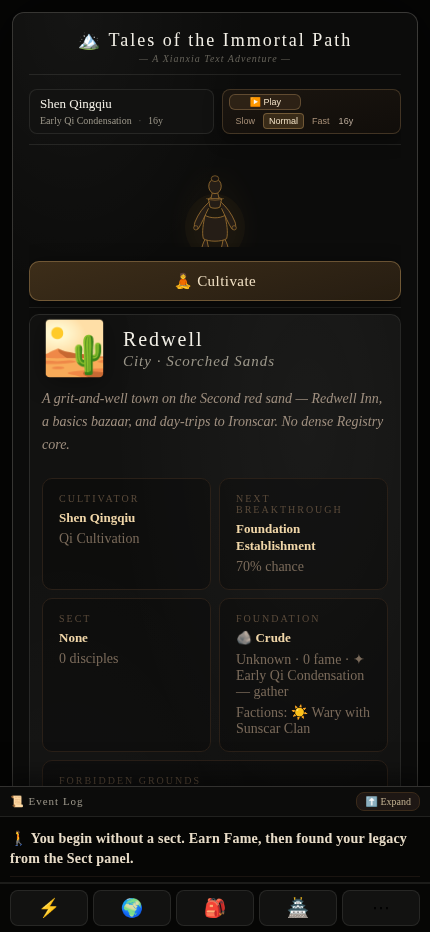 🏔️ Tales of the Immortal Path
— A Xianxia Text Adventure —
Shen Qingqiu
Early Qi Condensation · 16y
▶️ Play
Slow Normal Fast 16y
🧘 Cultivate
Redwell
City · Scorched Sands
A grit-and-well town on the Second red sand — Redwell Inn,
a basics bazaar, and day-trips to Ironscar. No dense Registry
core.
CULTIVATOR
Shen Qingqiu
Qi Cultivation
NEXT
BREAKTHROUGH
Foundation
Establishment
70% chance
SECT
None
0 disciples
FOUNDATION
🪨 Crude
Unknown · 0 fame · ✦
Early Qi Condensation
— gather
Factions: ☀️ Wary with
Sunscar Clan
FORBIDDEN GROUNDS
📜 Event Log
⬆️ Expand
🚶 You begin without a sect. Earn Fame, then found your legacy
from the Sect panel.